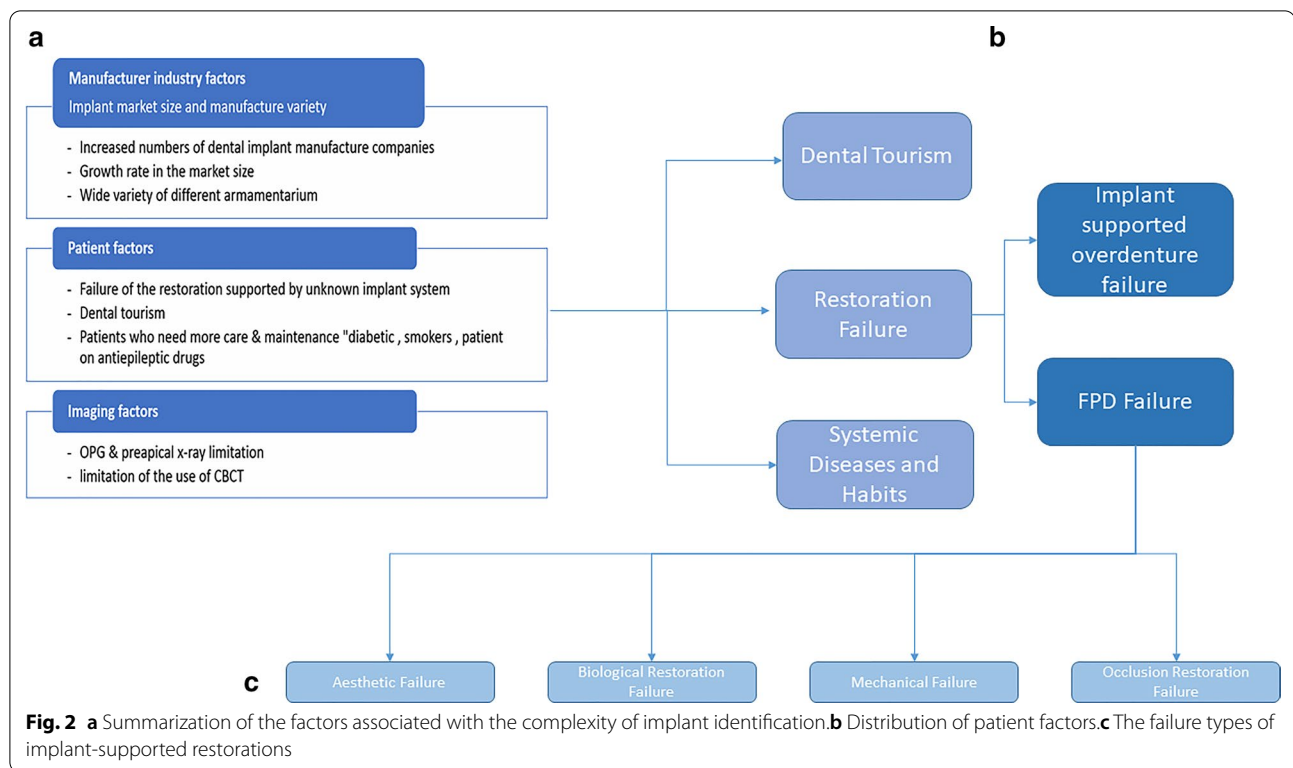 a
b
Manufacturer industry factors
Implant market size and manufacture variety
- Increased numbers of dental implant manufacture companies
- Growth rate in the market size
- Wide variety of different armamentarium
Patient factors
- Failure of the restoration supported by unknown implant system
- Dental tourism
- Patients who need more care & maintenance "diabetic , smokers , patient
on antiepileptic drugs
Imaging factors
- OPG & preapical x-ray limitation
- limitation of the use of CBCT
Dental Tourism
Restoration
Failure
Systemic
Diseases and
Habits
Implant
supported
overdenture
failure
FPD Failure
c
Aesthetic Failure
Biological Restoration
Failure
Mechanical Failure
Occlusion Restoration
Failure
Fig. 2 a Summarization of the factors associated with the complexity of implant identification.b Distribution of patient factors.c The failure types of
implant-supported restorations